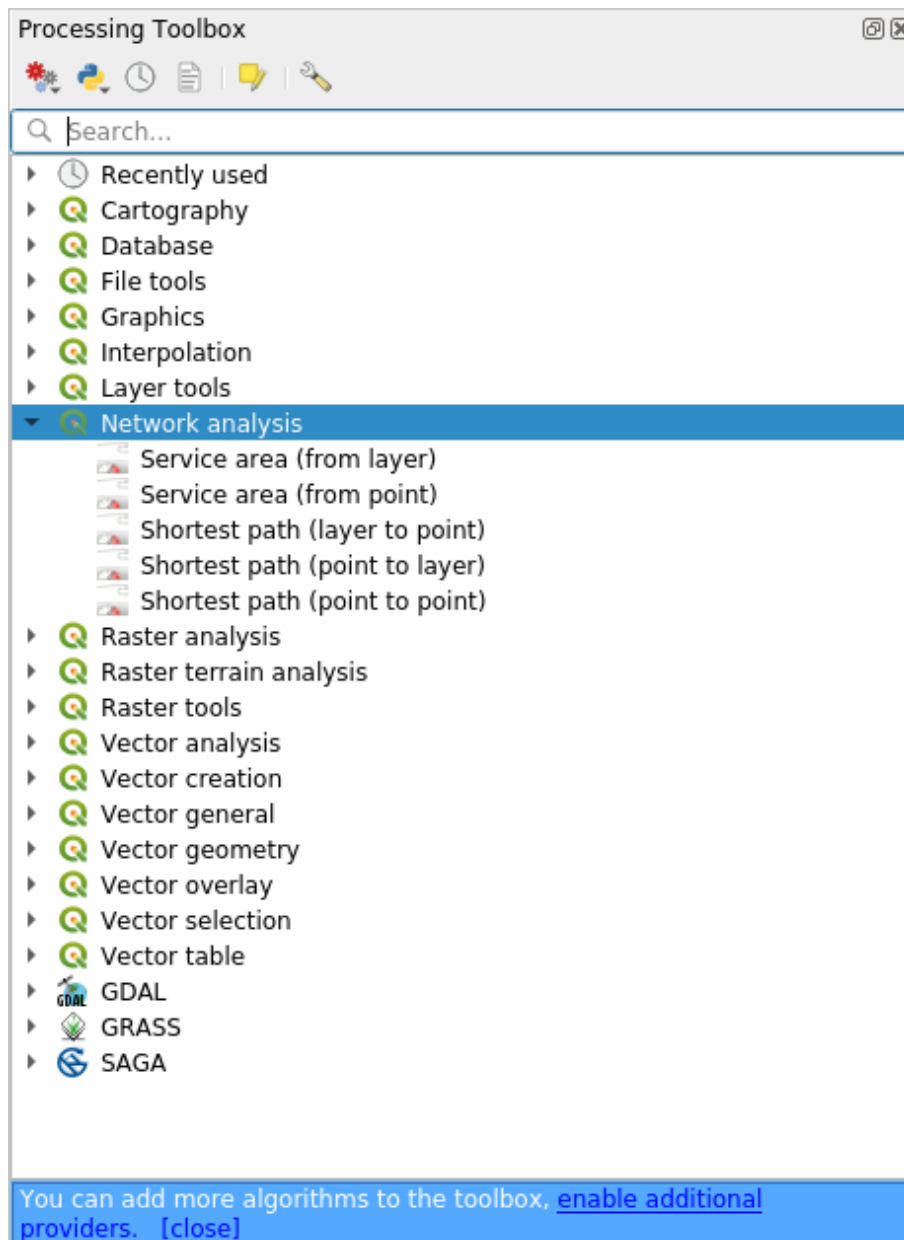 Processing Toolbox
Search...
Recently used
Cartography
Database
File tools
Graphics
Interpolation
Layer tools
Network analysis
Service area (from layer)
Service area (from point)
Shortest path (layer to point)
Shortest path (point to layer)
Shortest path (point to point)
Raster analysis
Raster terrain analysis
Raster tools
Vector analysis
Vector creation
Vector general
Vector geometry
Vector overlay
Vector selection
Vector table
GDAL GDAL
GRASS
SAGA
You can add more algorithms to the toolbox, enable additional
providers. [close]